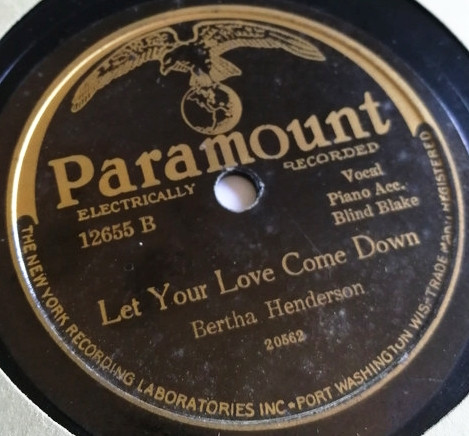 Paramount
ELECTRICALLY RECORDED
12655 B
Vocal
Piano Acc.
Blind Blake
Let Your Love Come Down
Bertha Henderson
20562
THE NEW YORK RECORDING LABORATORIES INC • PORT WASHINGTON WIS-TRADE MARK REGISTERED